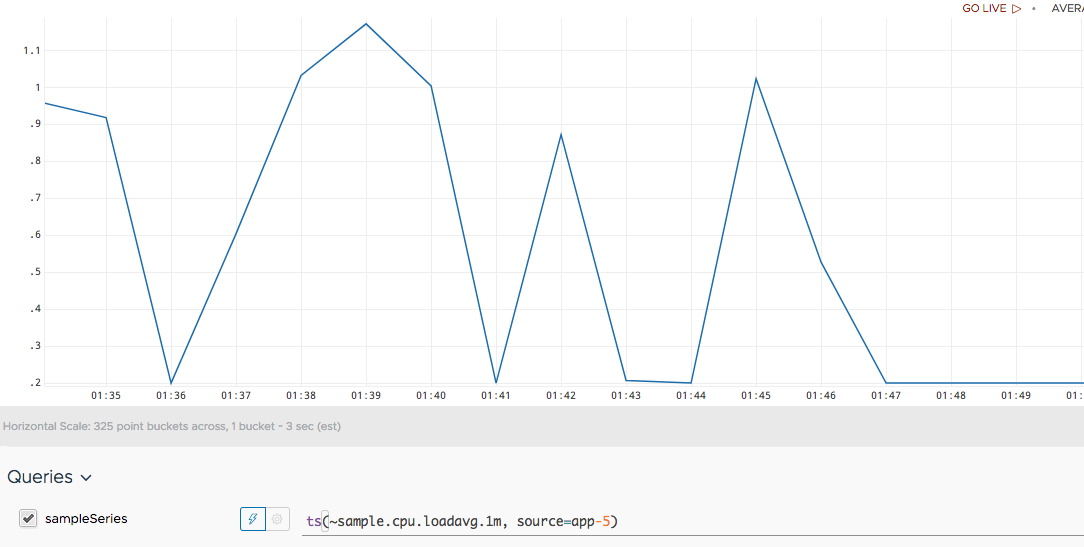 GO LIVE ▷ • AVERA
1.1
1
.9
.8
.7
.6
.5
.4
.3
.2
01:35 01:36 01:37 01:38 01:39 01:40 01:41 01:42 01:43 01:44 01:45 01:46 01:47 01:48 01:49 01:
Horizontal Scale: 325 point buckets across, 1 bucket ~ 3 sec (est)
Queries
sampleSeries ts(~sample.cpu.loadavg.1m, source=app-5)